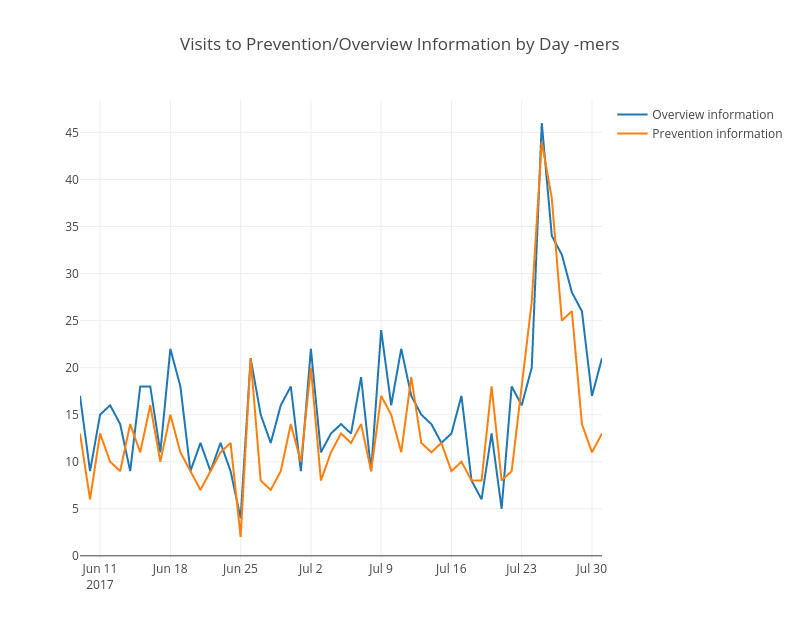 Visits to Prevention/Overview Information by Day -mers
Overview information
Prevention information
45
40
35
30
25
20
15
10
5
0
Jun 11 Jun 18 Jun 25 Jul 2 Jul 9 Jul 16 Jul 23 Jul 30
2017